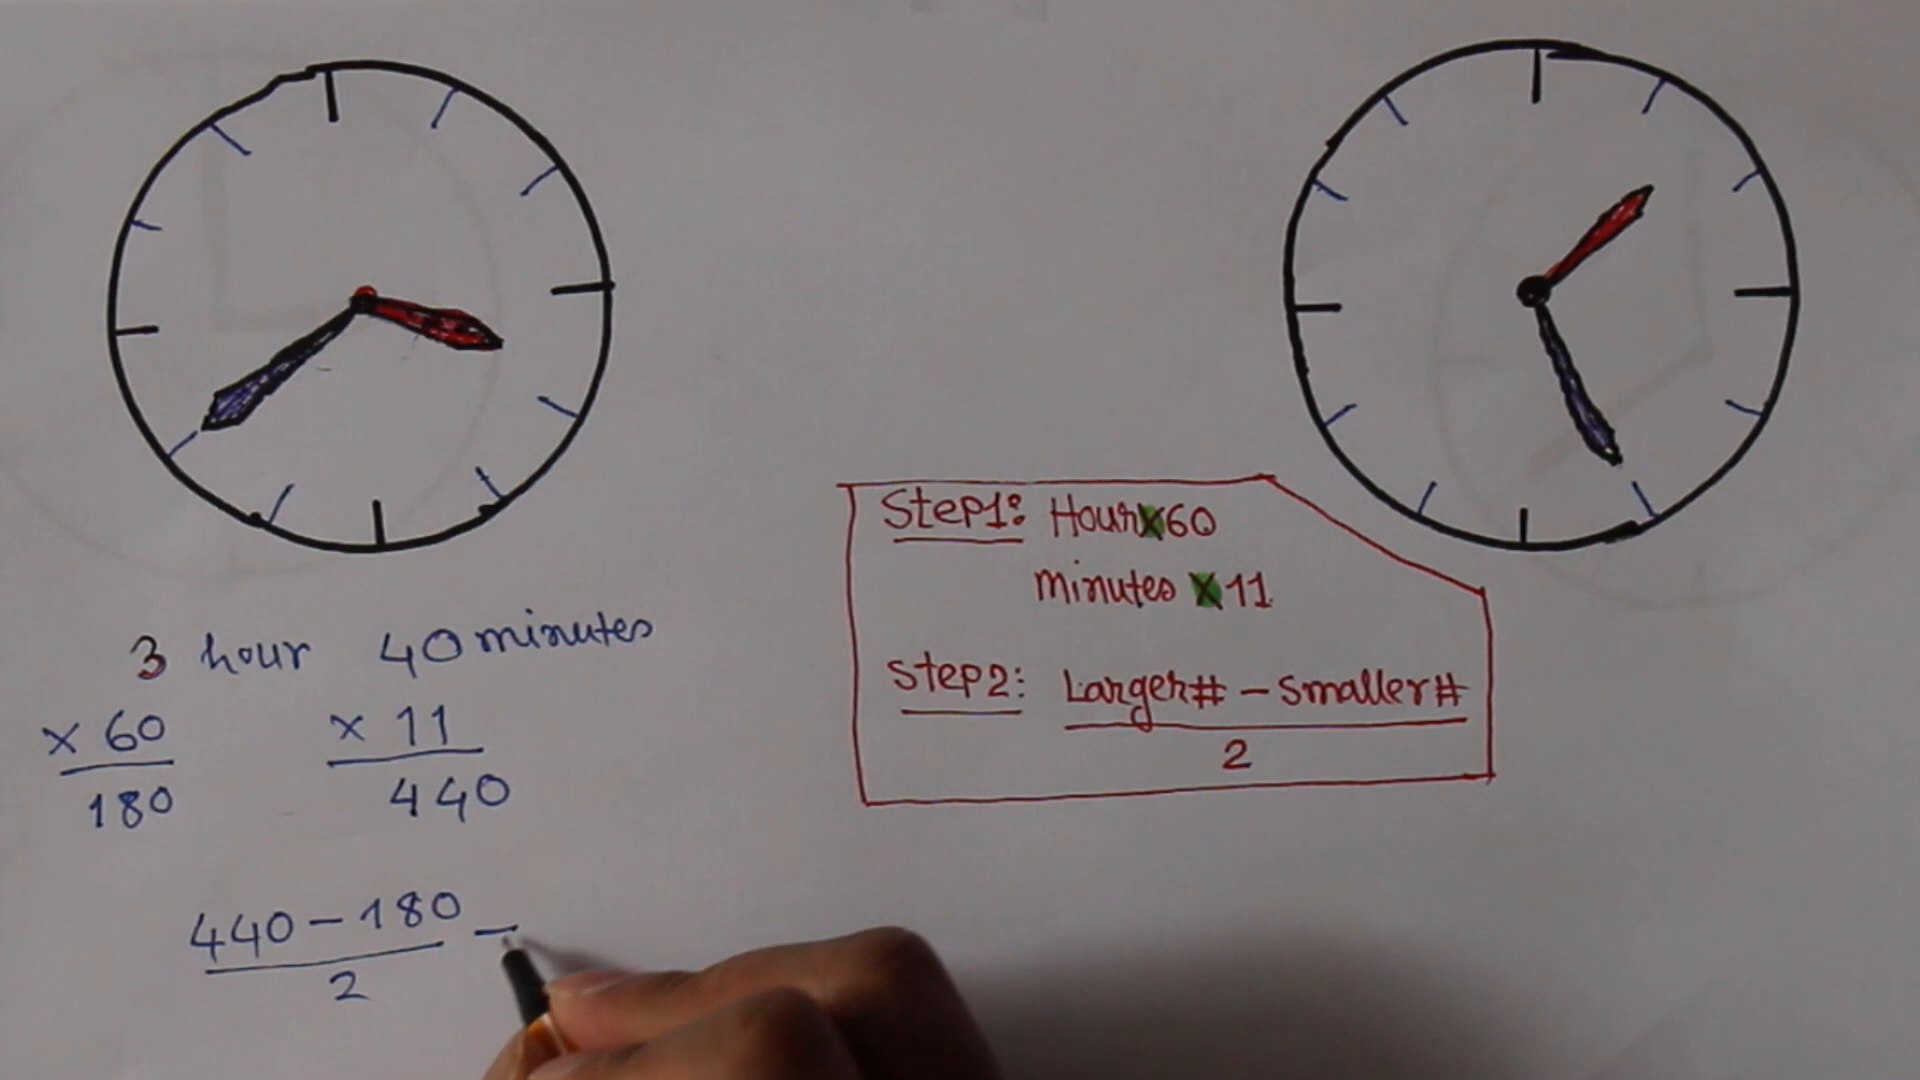 Step1: Hour X 60
minutes X 11
Step2: Larger# - Smaller#
2
3 hour 40 minutes
× 60 × 11
180 440
440 - 180 -
2